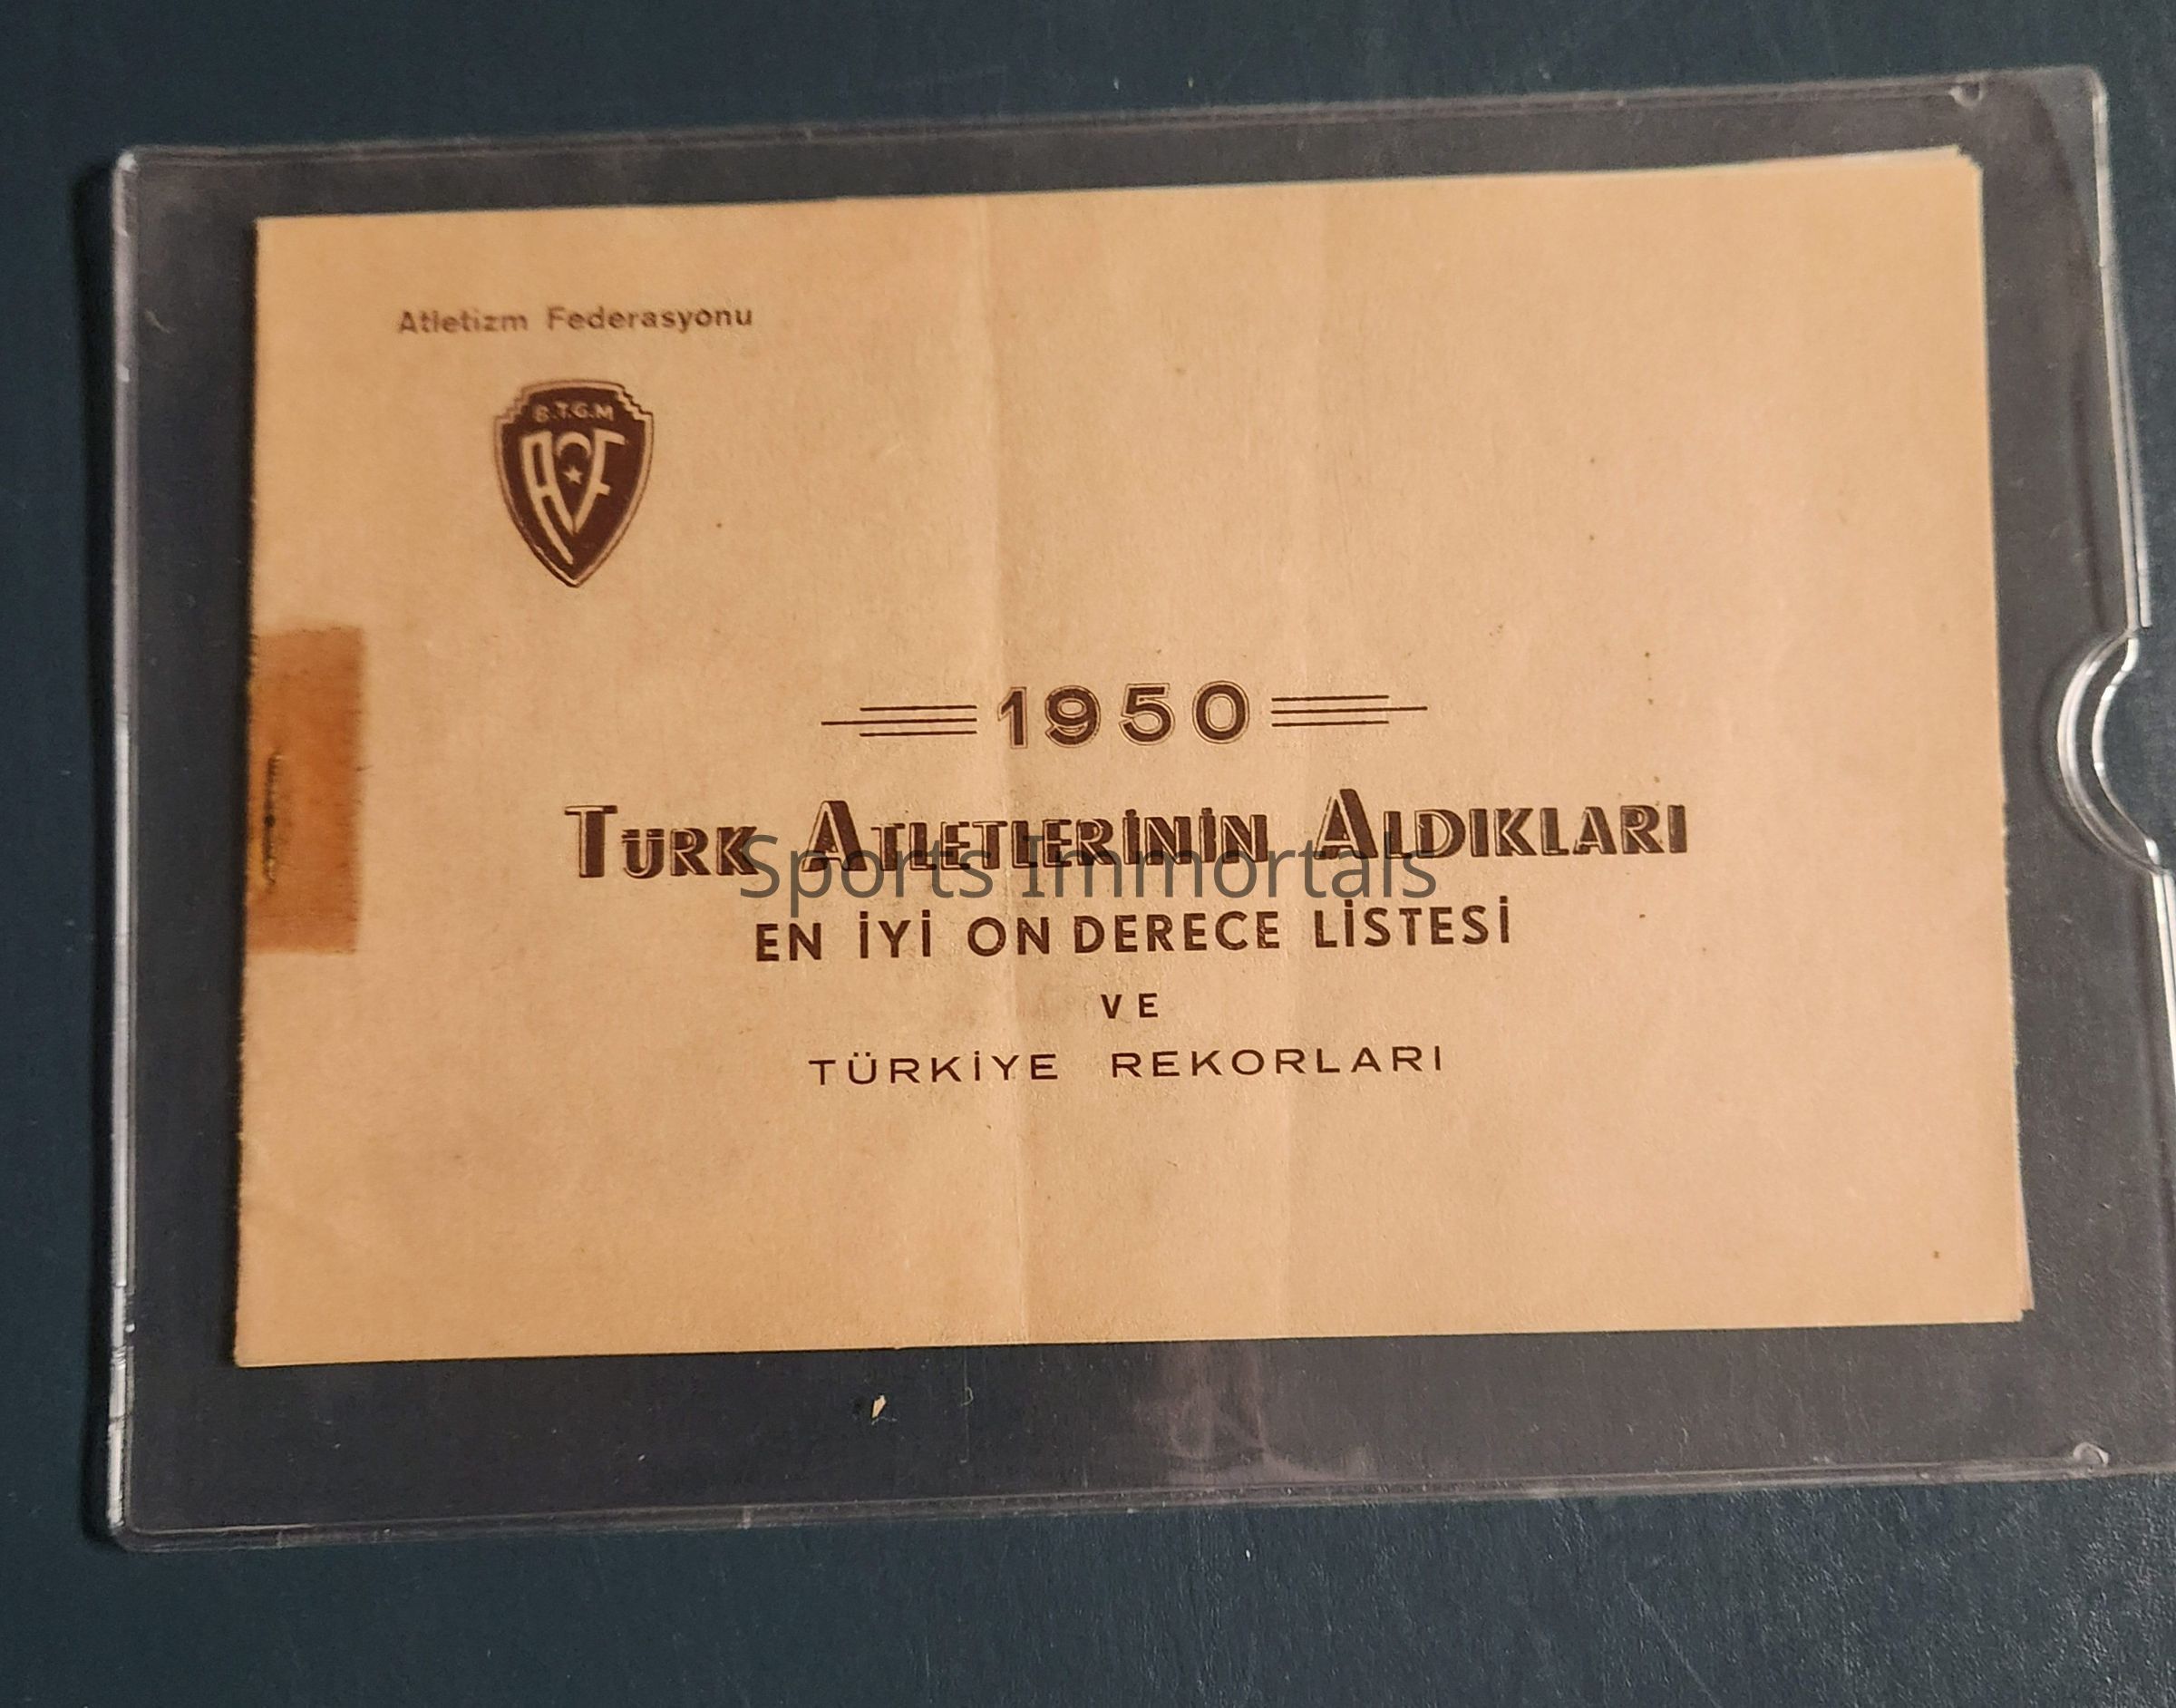 Atletizm Federasyonu
B.T.G.M
AF
1950
TÜRK ATLETLERİNİN ALDIKLARI
Sports Immortals
EN İYİ ON DERECE LİSTESİ
VE
TÜRKİYE REKORLARI